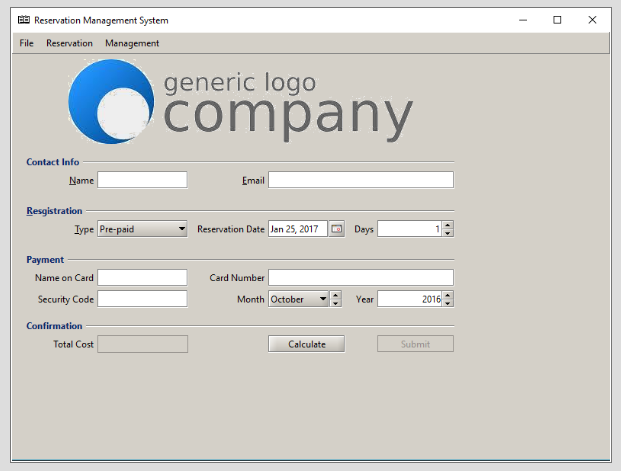 Reservation Management System
File Reservation Management
generic logo
company
Contact Info
Name Email
Resgistration
Type Pre-paid Reservation Date Jan 25, 2017 Days 1
Payment
Name on Card Card Number
Security Code Month October Year 2016
Confirmation
Total Cost Calculate Submit